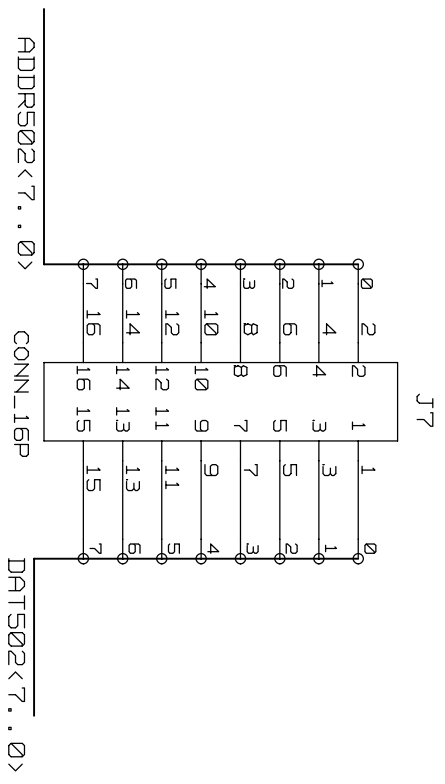 J7
0 2 2 1 1 0
1 4 4 3 3 1
2 6 6 5 5 2
3 8 8 7 7 3
4 10 10 9 9 4
5 12 12 11 11 5
6 14 14 13 13 6
7 16 16 15 15 7
ADDR502<7..0>
CONN_16P
DAT502<7..0>